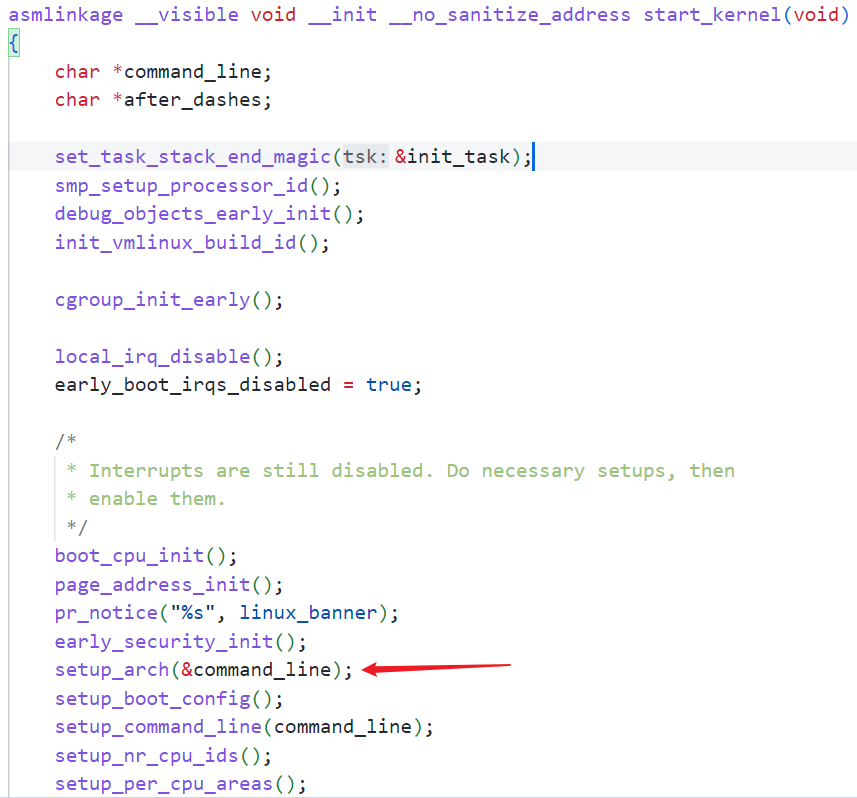 asmlinkage __visible void __init __no_sanitize_address start_kernel(void)
{
char *command_line;
char *after_dashes;
set_task_stack_end_magic(tsk: &init_task);
smp_setup_processor_id();
debug_objects_early_init();
init_vmlinux_build_id();
cgroup_init_early();
local_irq_disable();
early_boot_irqs_disabled = true;
/*
* Interrupts are still disabled. Do necessary setups, then
* enable them.
*/
boot_cpu_init();
page_address_init();
pr_notice("%s", linux_banner);
early_security_init();
setup_arch(&command_line);
setup_boot_config();
setup_command_line(command_line);
setup_nr_cpu_ids();
setup_per_cpu_areas();